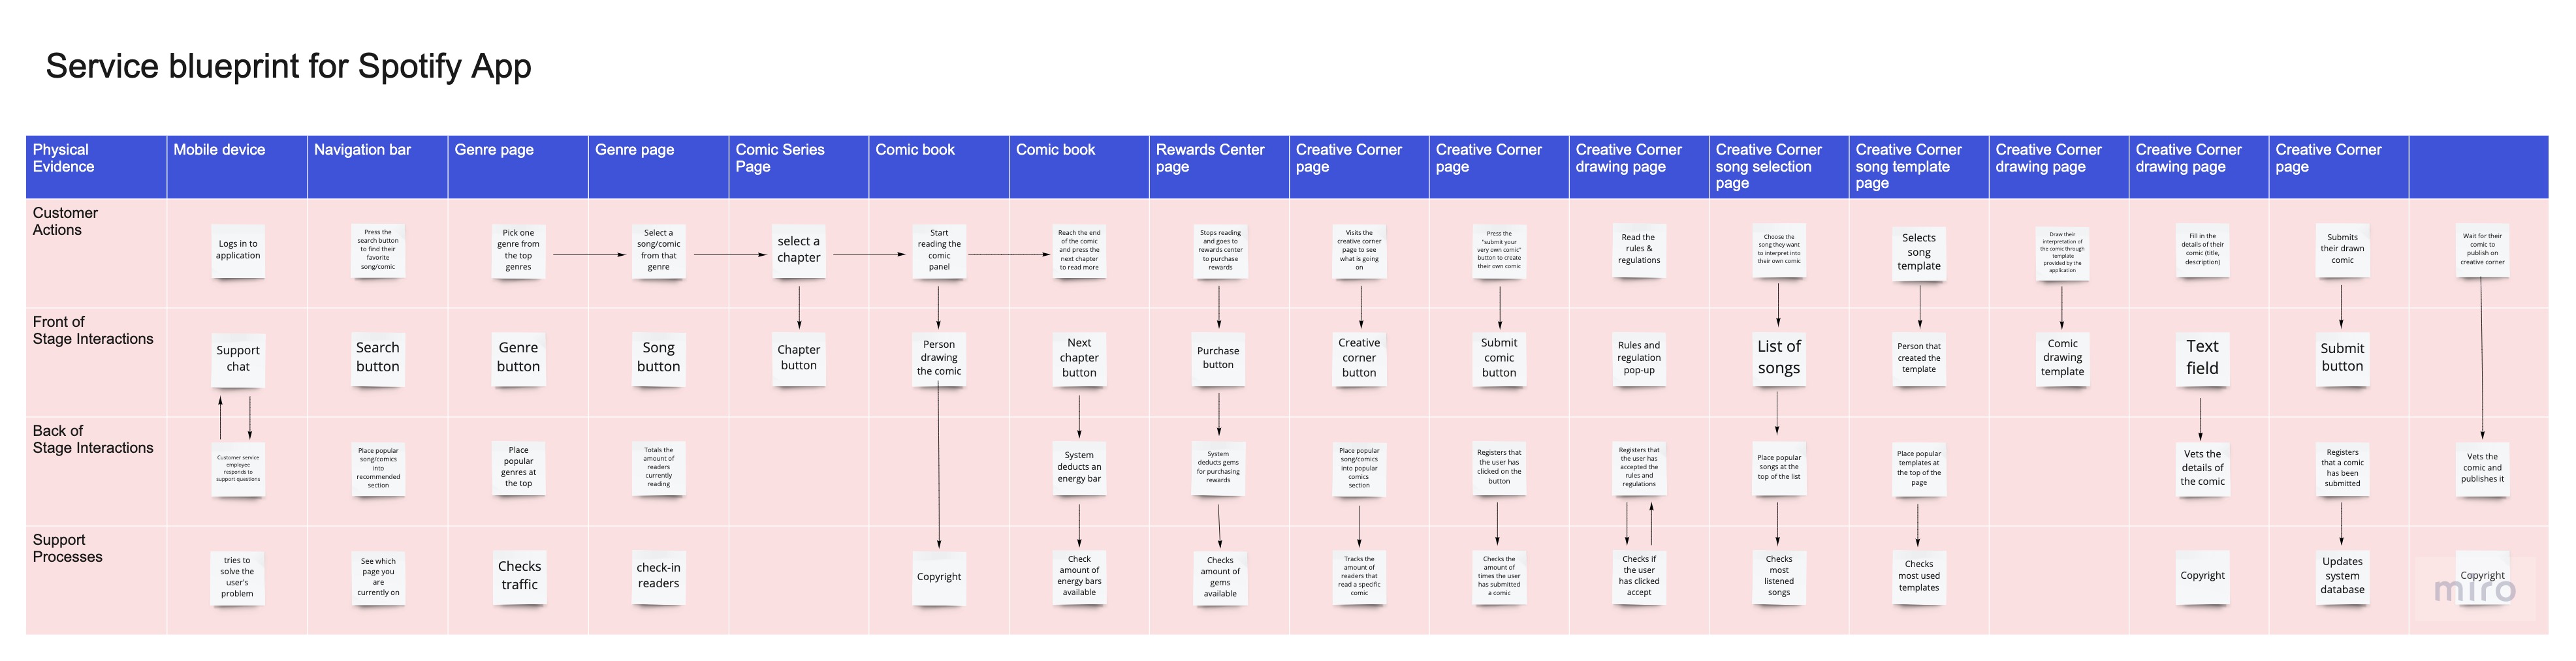 Service blueprint for Spotify App
Physical
Evidence
Mobile device
Navigation bar
Genre page
Genre page
Comic Series
Page
Comic book
Comic book
Rewards Center
page
Creative Corner
page
Creative Corner
page
Creative Corner
drawing page
Creative Corner
song selection
page
Creative Corner
song template
page
Creative Corner
drawing page
Creative Corner
drawing page
Creative Corner
page
Customer
Actions
Logs in to
application
Press the
search button
to find their
favorite
song/comic
Pick one
genre from
the top
genres
Select a
song/comic
from that
genre
select a
chapter
Start
reading the
comic
panel
Reach the end
of the comic
and press the
next chapter
to read more
Stops reading
and goes to
rewards center
to purchase
rewards
Visits the
creative corner
page to see
what is going
on
Press the
"submit your
very own comic"
button to create
their own comic
Read the
rules &
regulations
Choose the
song they want
to interpret into
their own comic
Selects
song
template
Draw their
interpretation of
the comic through
template
provided by the
application
Fill in the
details of their
comic (title,
description)
Submits
their drawn
comic
Wait for their
comic to
publish on
creative corner
Front of
Stage Interactions
Support
chat
Search
button
Genre
button
Song
button
Chapter
button
Person
drawing
the comic
Next
chapter
button
Purchase
button
Creative
corner
button
Submit
comic
button
Rules and
regulation
pop-up
List of
songs
Person that
created the
template
Comic
drawing
template
Text
field
Submit
button
Back of
Stage Interactions
Customer service
employee
responds to
support questions
Place popular
song/comics
into
recommended
section
Place
popular
genres at
the top
Totals the
amount of
readers
currently
reading
System
deducts an
energy bar
System
deducts gems
for purchasing
rewards
Place popular
song/comics
into popular
comics
section
Registers that
the user has
clicked on the
button
Registers that
the user has
accepted the
rules and
regulations
Place popular
songs at the
top of the list
Place popular
templates at
the top of the
page
Vets the
details of
the comic
Registers
that a comic
has been
submitted
Vets the
comic and
publishes it
Support
Processes
tries to
solve the
user's
problem
See which
page you
are
currently on
Checks
traffic
check-in
readers
Copyright
Check
amount of
energy bars
available
Checks
amount of
gems
available
Tracks the
amount of
readers that
read a specific
comic
Checks the
amount of
times the user
has submitted
a comic
Checks if
the user
has clicked
accept
Checks
most
listened
songs
Checks
most used
templates
Copyright
Updates
system
database
Copyright
miro